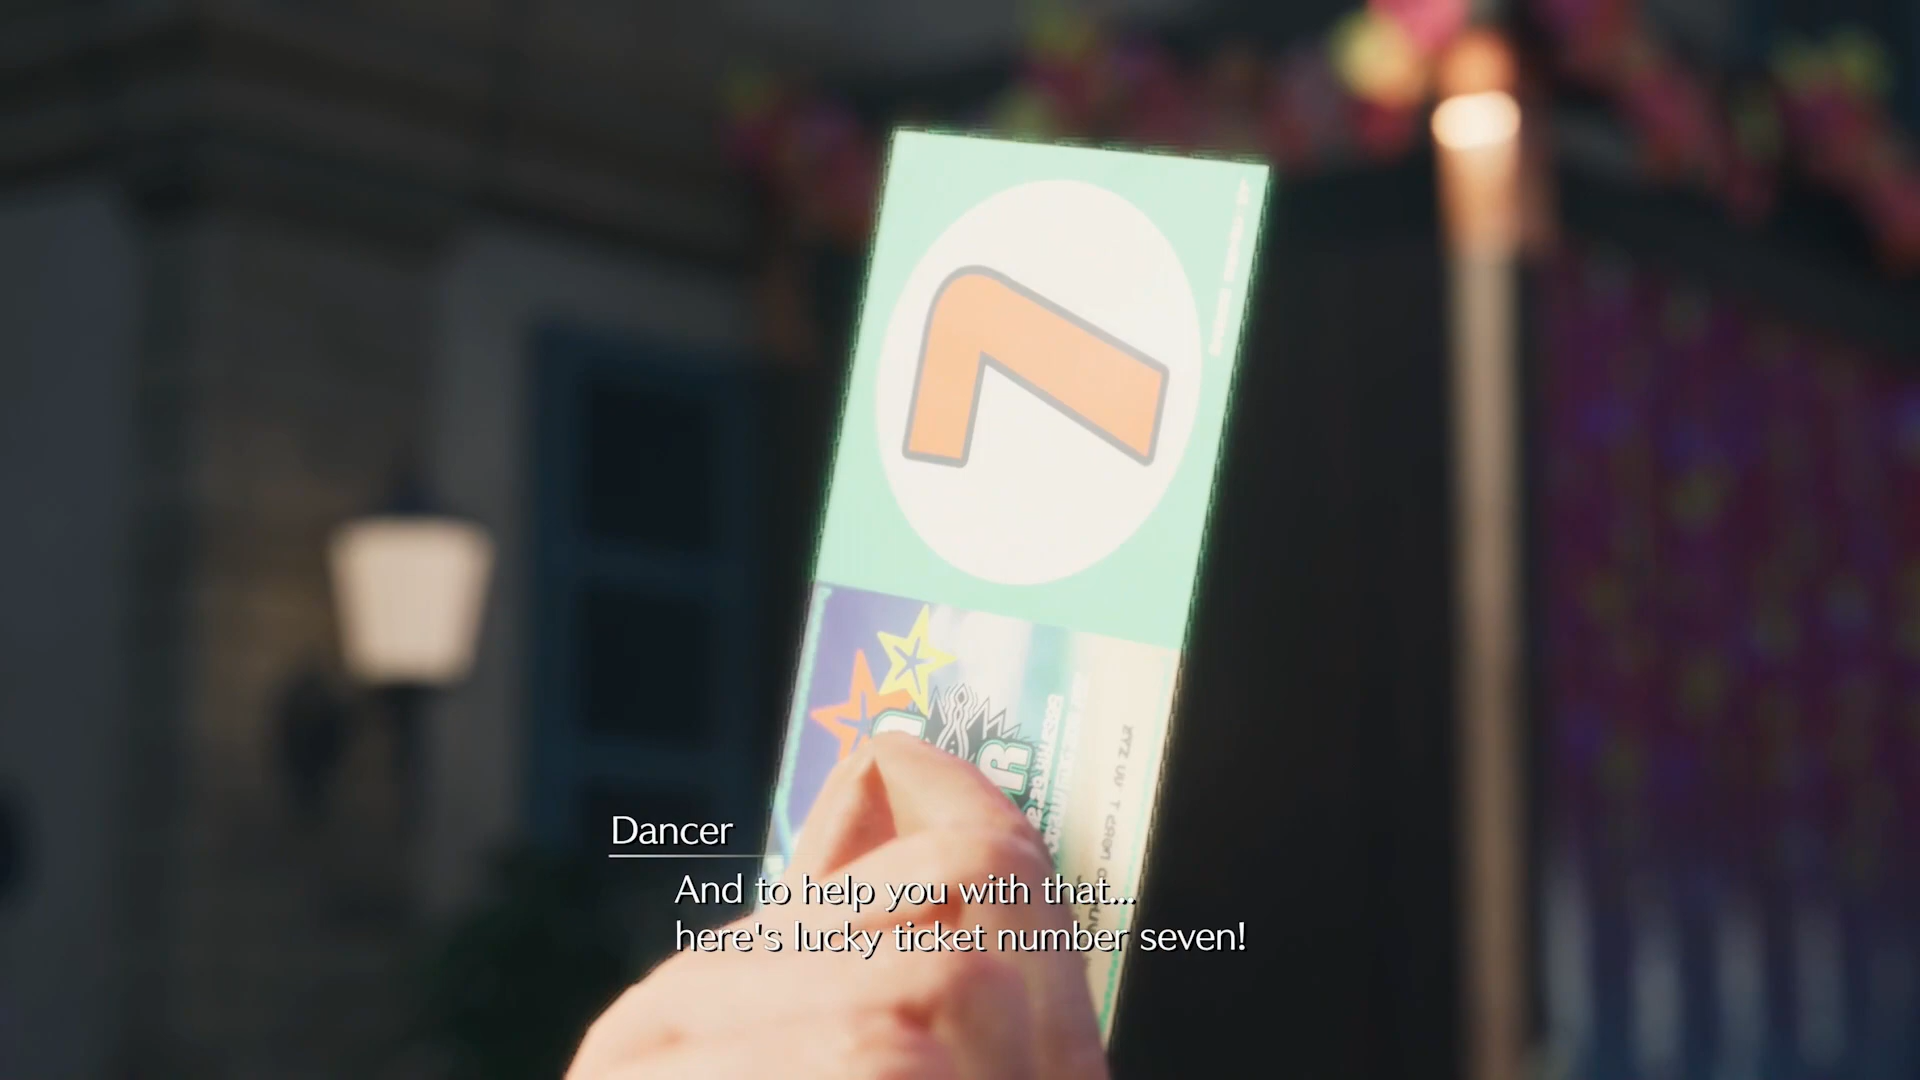 7
R
Dancer
And to help you with that...
here's lucky ticket number seven!